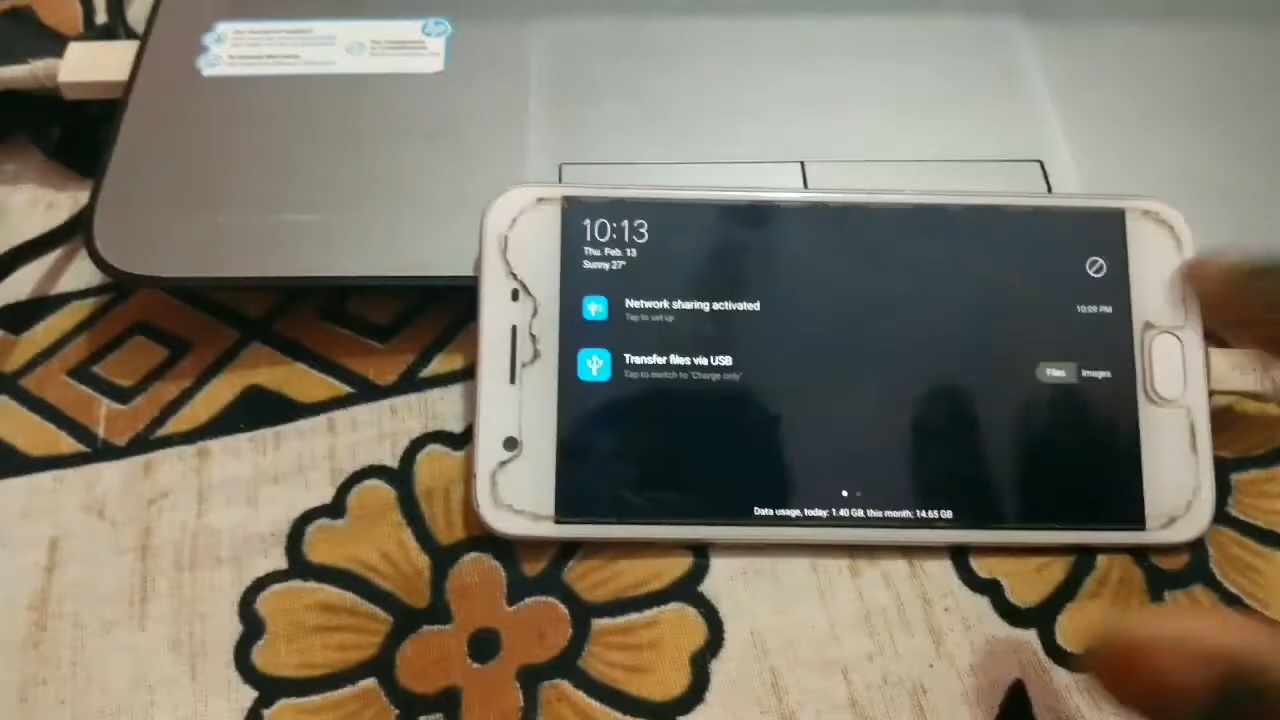 hp
10:13
Thu. Feb. 13
Sunny 27°
Network sharing activated
Tap to set up
10:09 PM
Transfer files via USB
Tap to switch to "Charge only"
Files Images
Data usage, today: 1.40 GB, this month: 14.65 GB